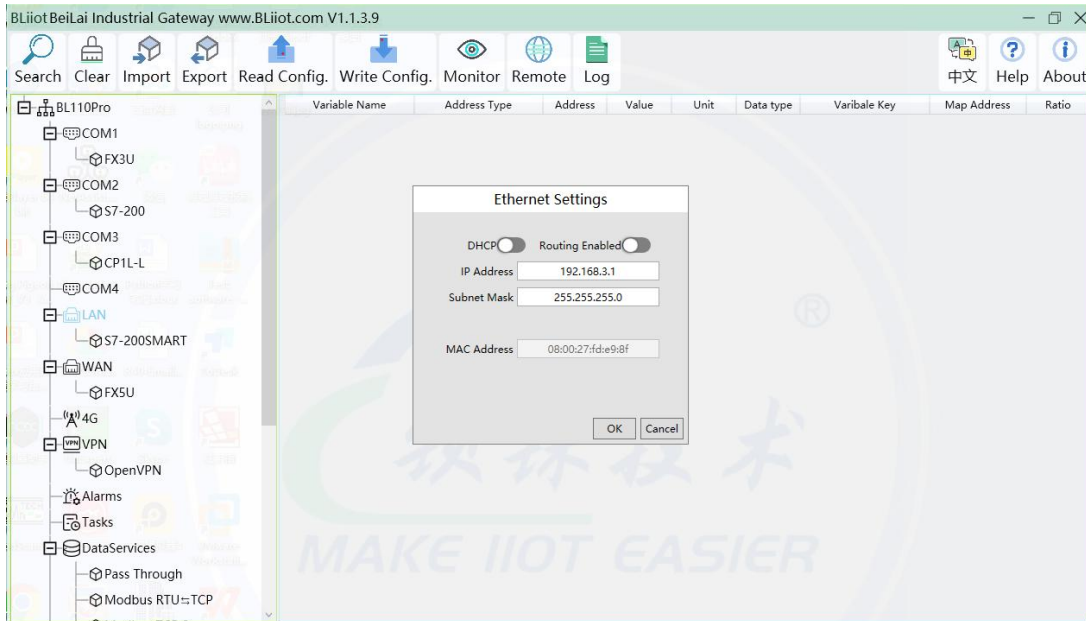 BLiiot BeiLai Industrial Gateway www.BLiiot.com V1.1.3.9
Search Clear Import Export Read Config. Write Config. Monitor Remote Log 中文 Help About
Variable Name Address Type Address Value Unit Data type Varibale Key Map Address Ratio
BL110Pro
COM1
FX3U
COM2
S7-200
COM3
CP1L-L
COM4
LAN
S7-200SMART
WAN
FX5U
4G
VPN
OpenVPN
Alarms
Tasks
DataServices
Pass Through
Modbus RTU⇆TCP
Ethernet Settings
DHCP Routing Enabled
IP Address 192.168.3.1
Subnet Mask 255.255.255.0
MAC Address 08:00:27:fd:e9:8f
OK Cancel
技术
MAKE IIOT EASIER